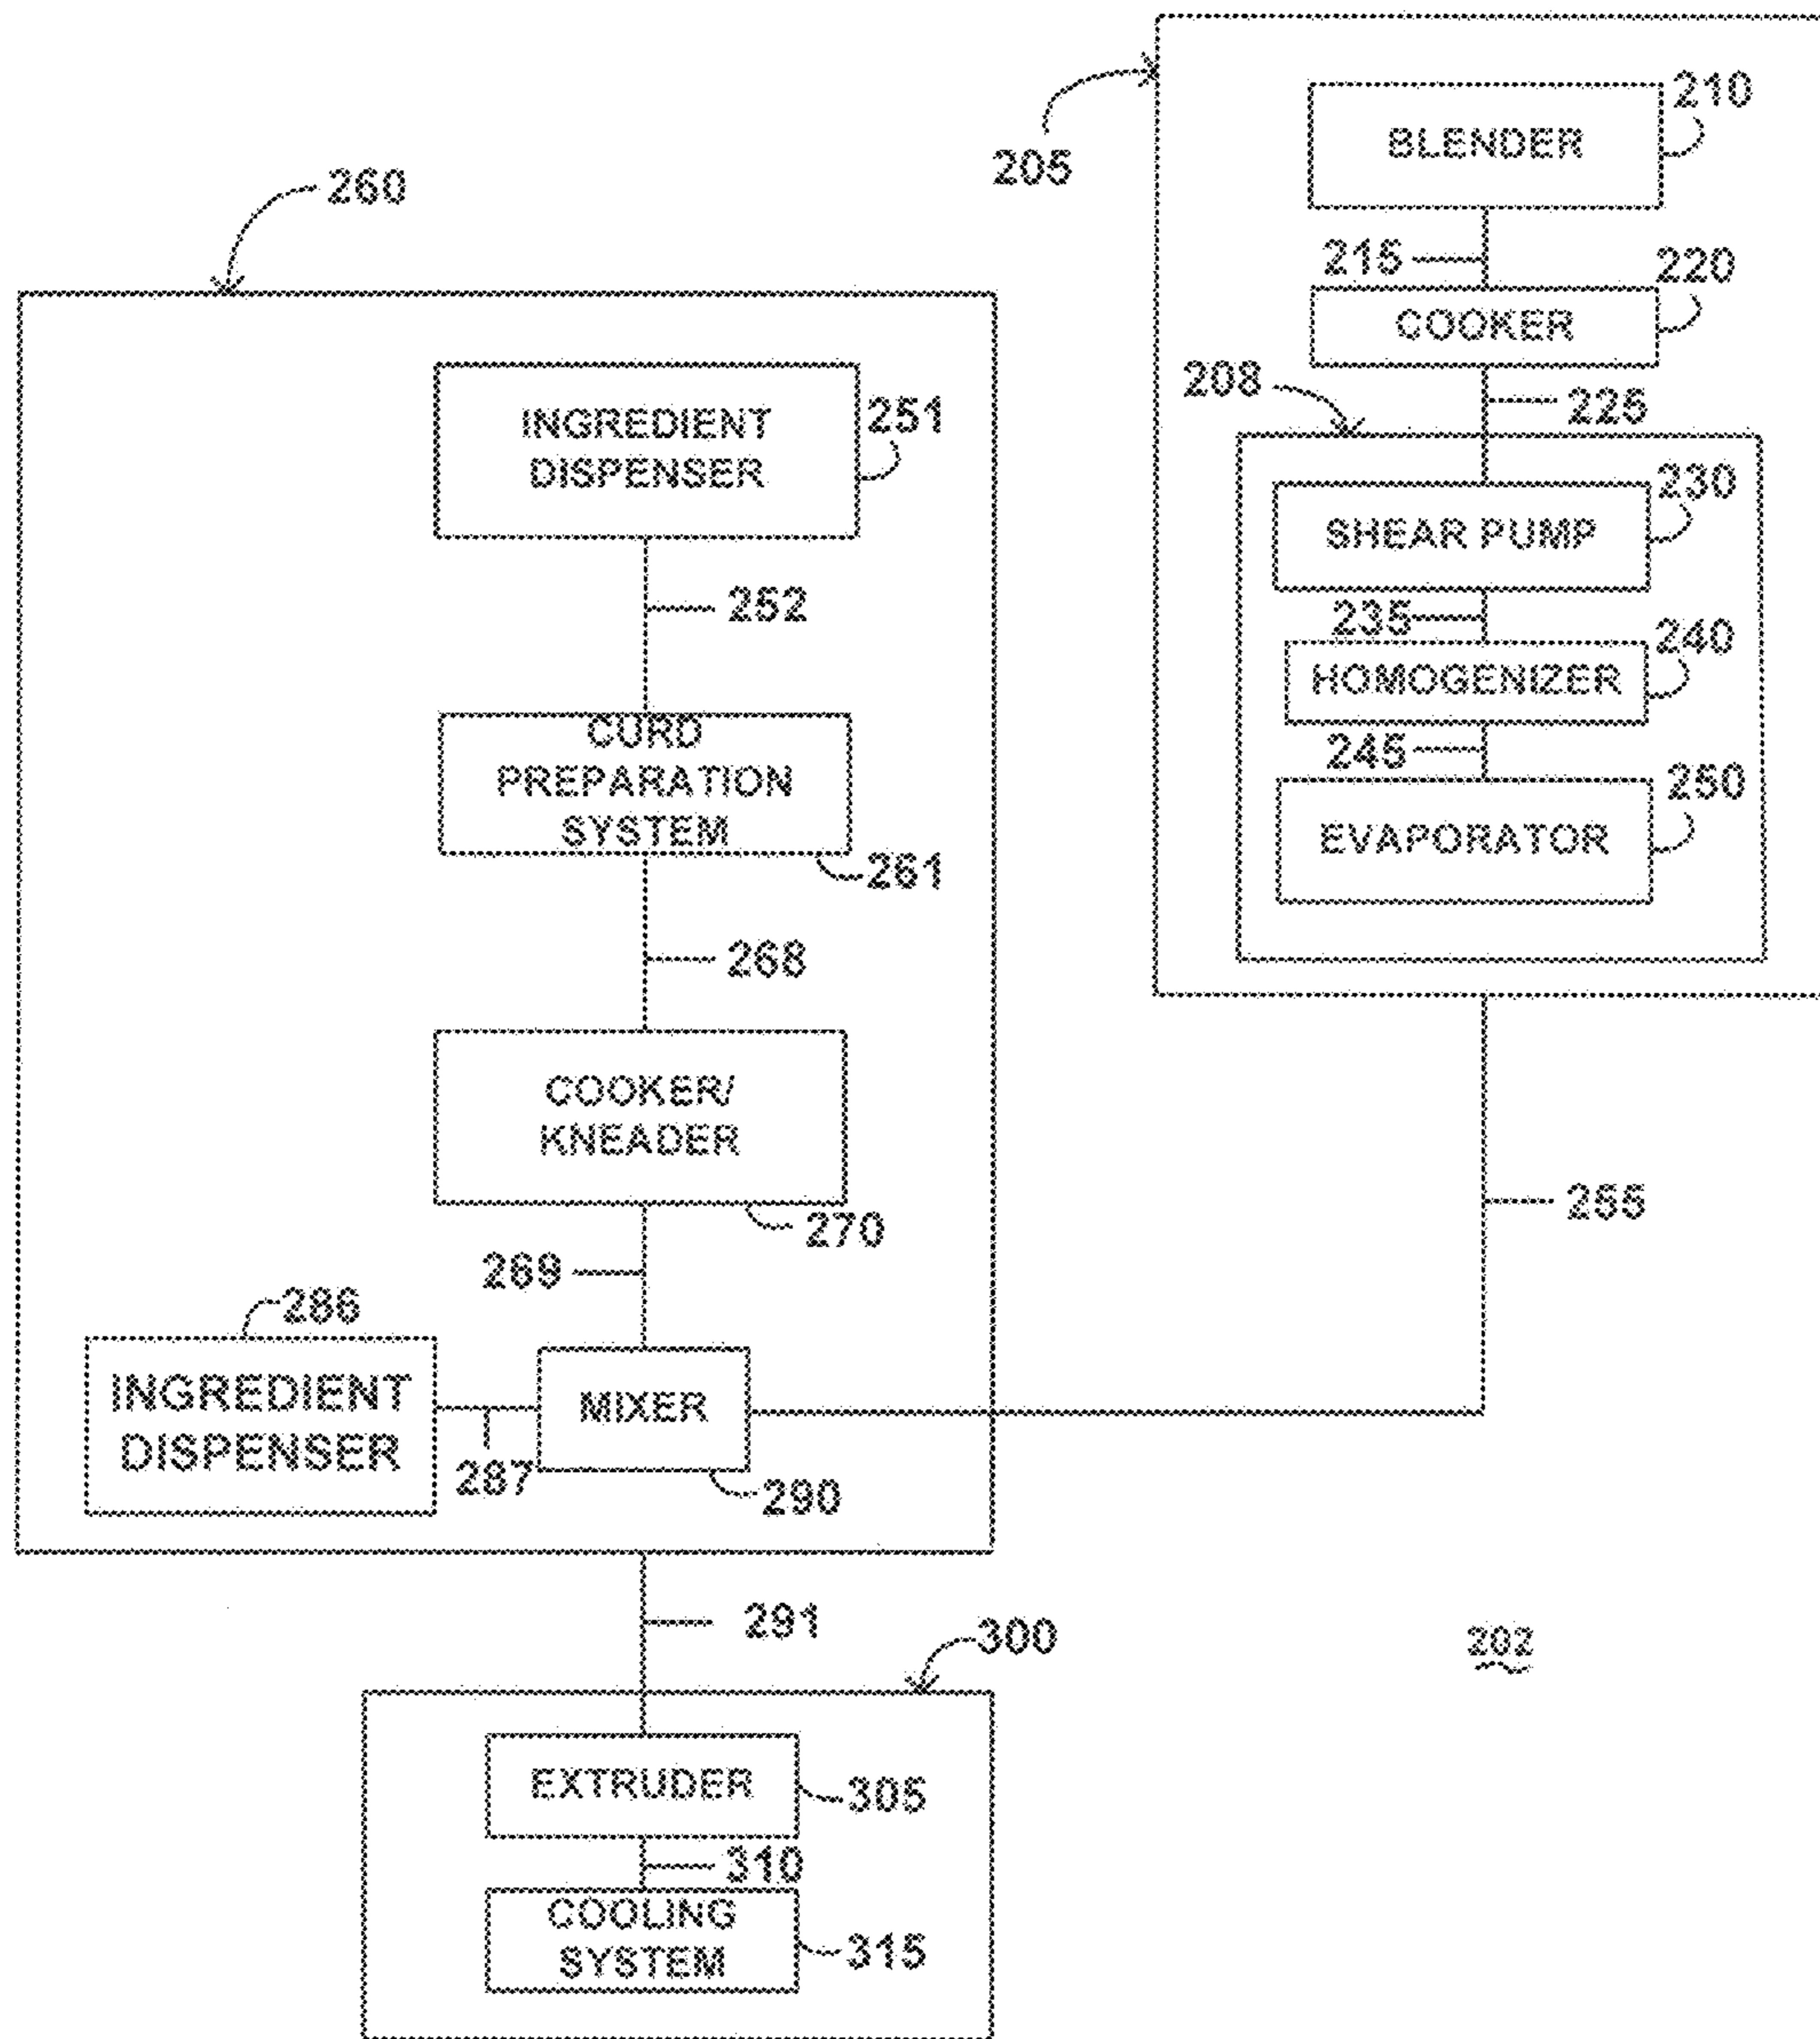 205
210
BLENDER
215
220
COOKER
208
225
230
SHEAR PUMP
235
240
HOMOGENIZER
245
250
EVAPORATOR
255
260
INGREDIENT
DISPENSER
251
252
CURD
PREPARATION
SYSTEM
261
268
COOKER/
KNEADER
270
269
286
INGREDIENT
DISPENSER
287
MIXER
290
291
300
EXTRUDER
305
310
COOLING
SYSTEM
315
202